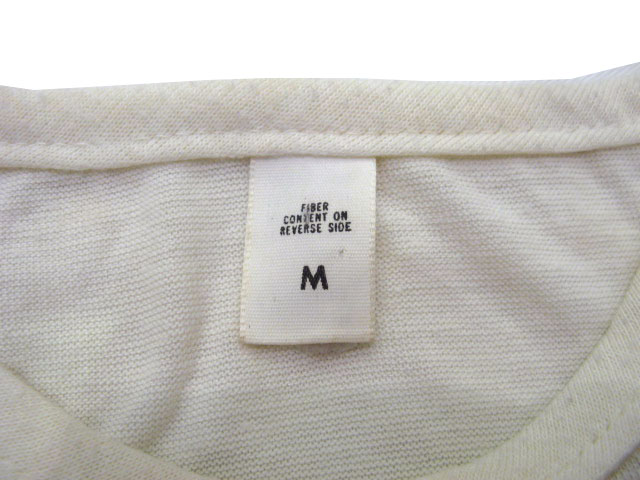 FIBER
CONTENT ON
REVERSE SIDE
M